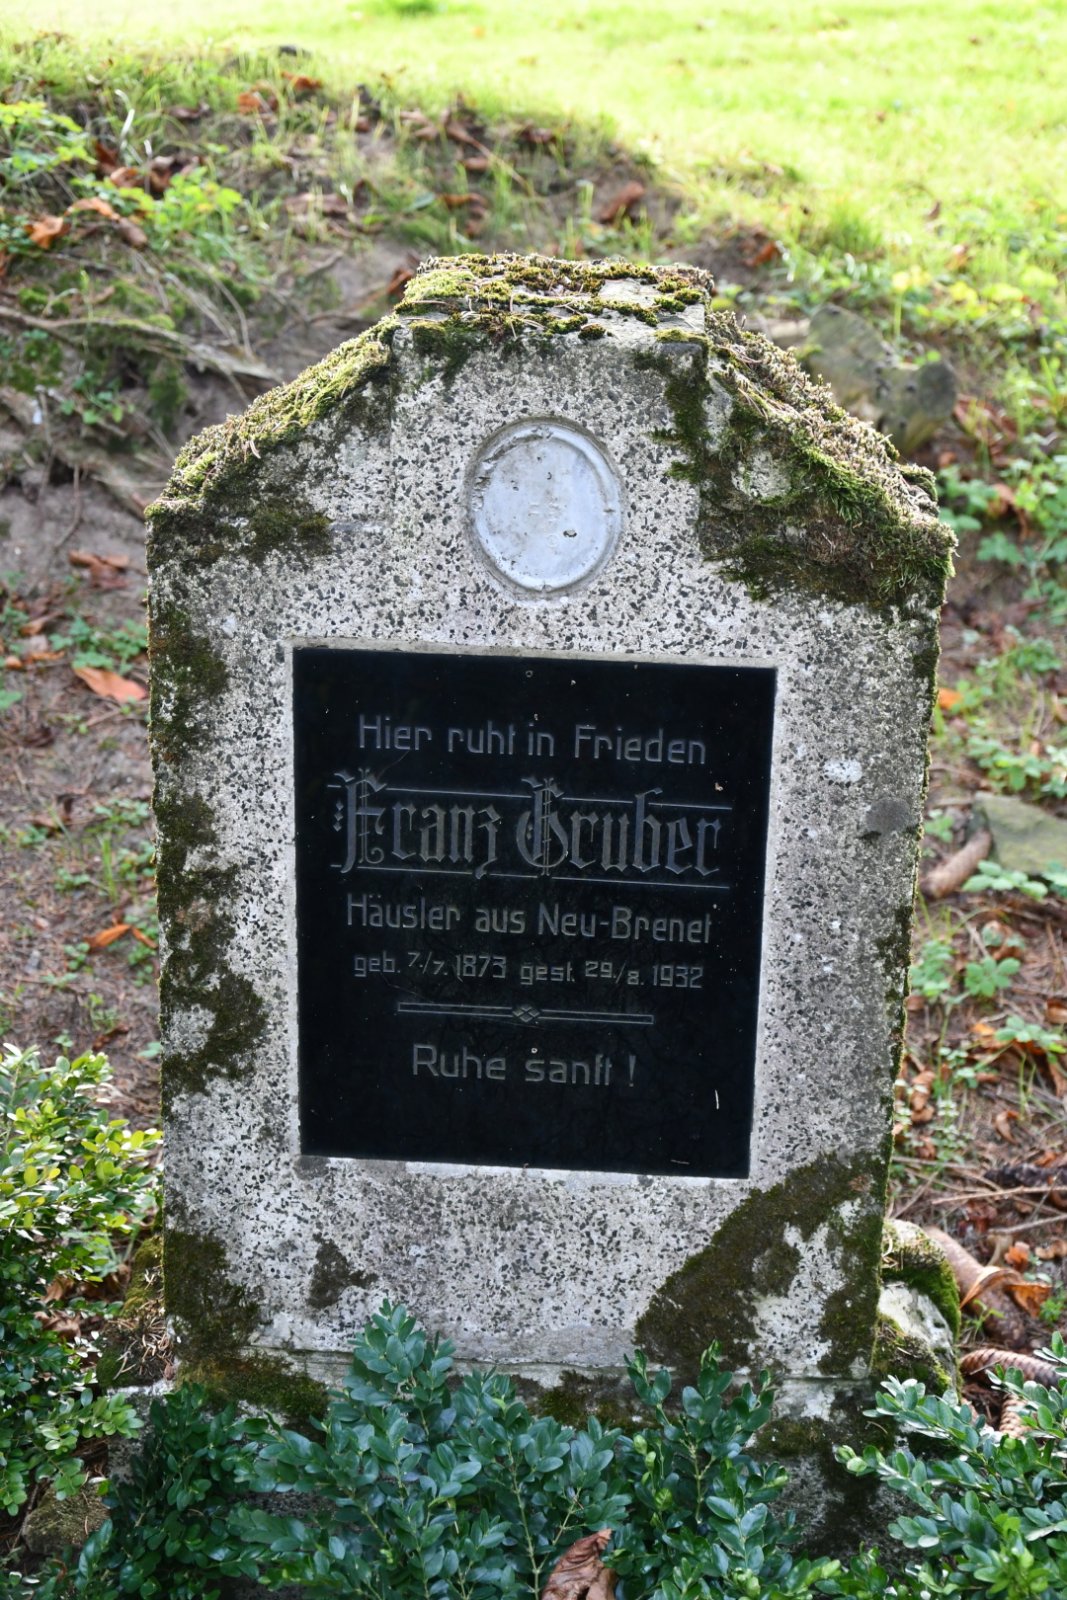 Hier ruht in Frieden
Franz Gruber
Häusler aus Neu-Brenet
geb. 7./7. 1873 gest. 29./8. 1932
Ruhe sanft!